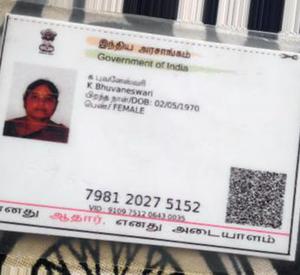 இந்திய அரசாங்கம்
Government of India
க புவனேஸ்வரி
K Bhuvaneswari
பிறந்த நாள்/DOB: 02/05/1970
பெண்/ FEMALE
7981 2027 5152
VID : 9109 7512 0643 0035
எனது ஆதார், எனது அடையாளம்